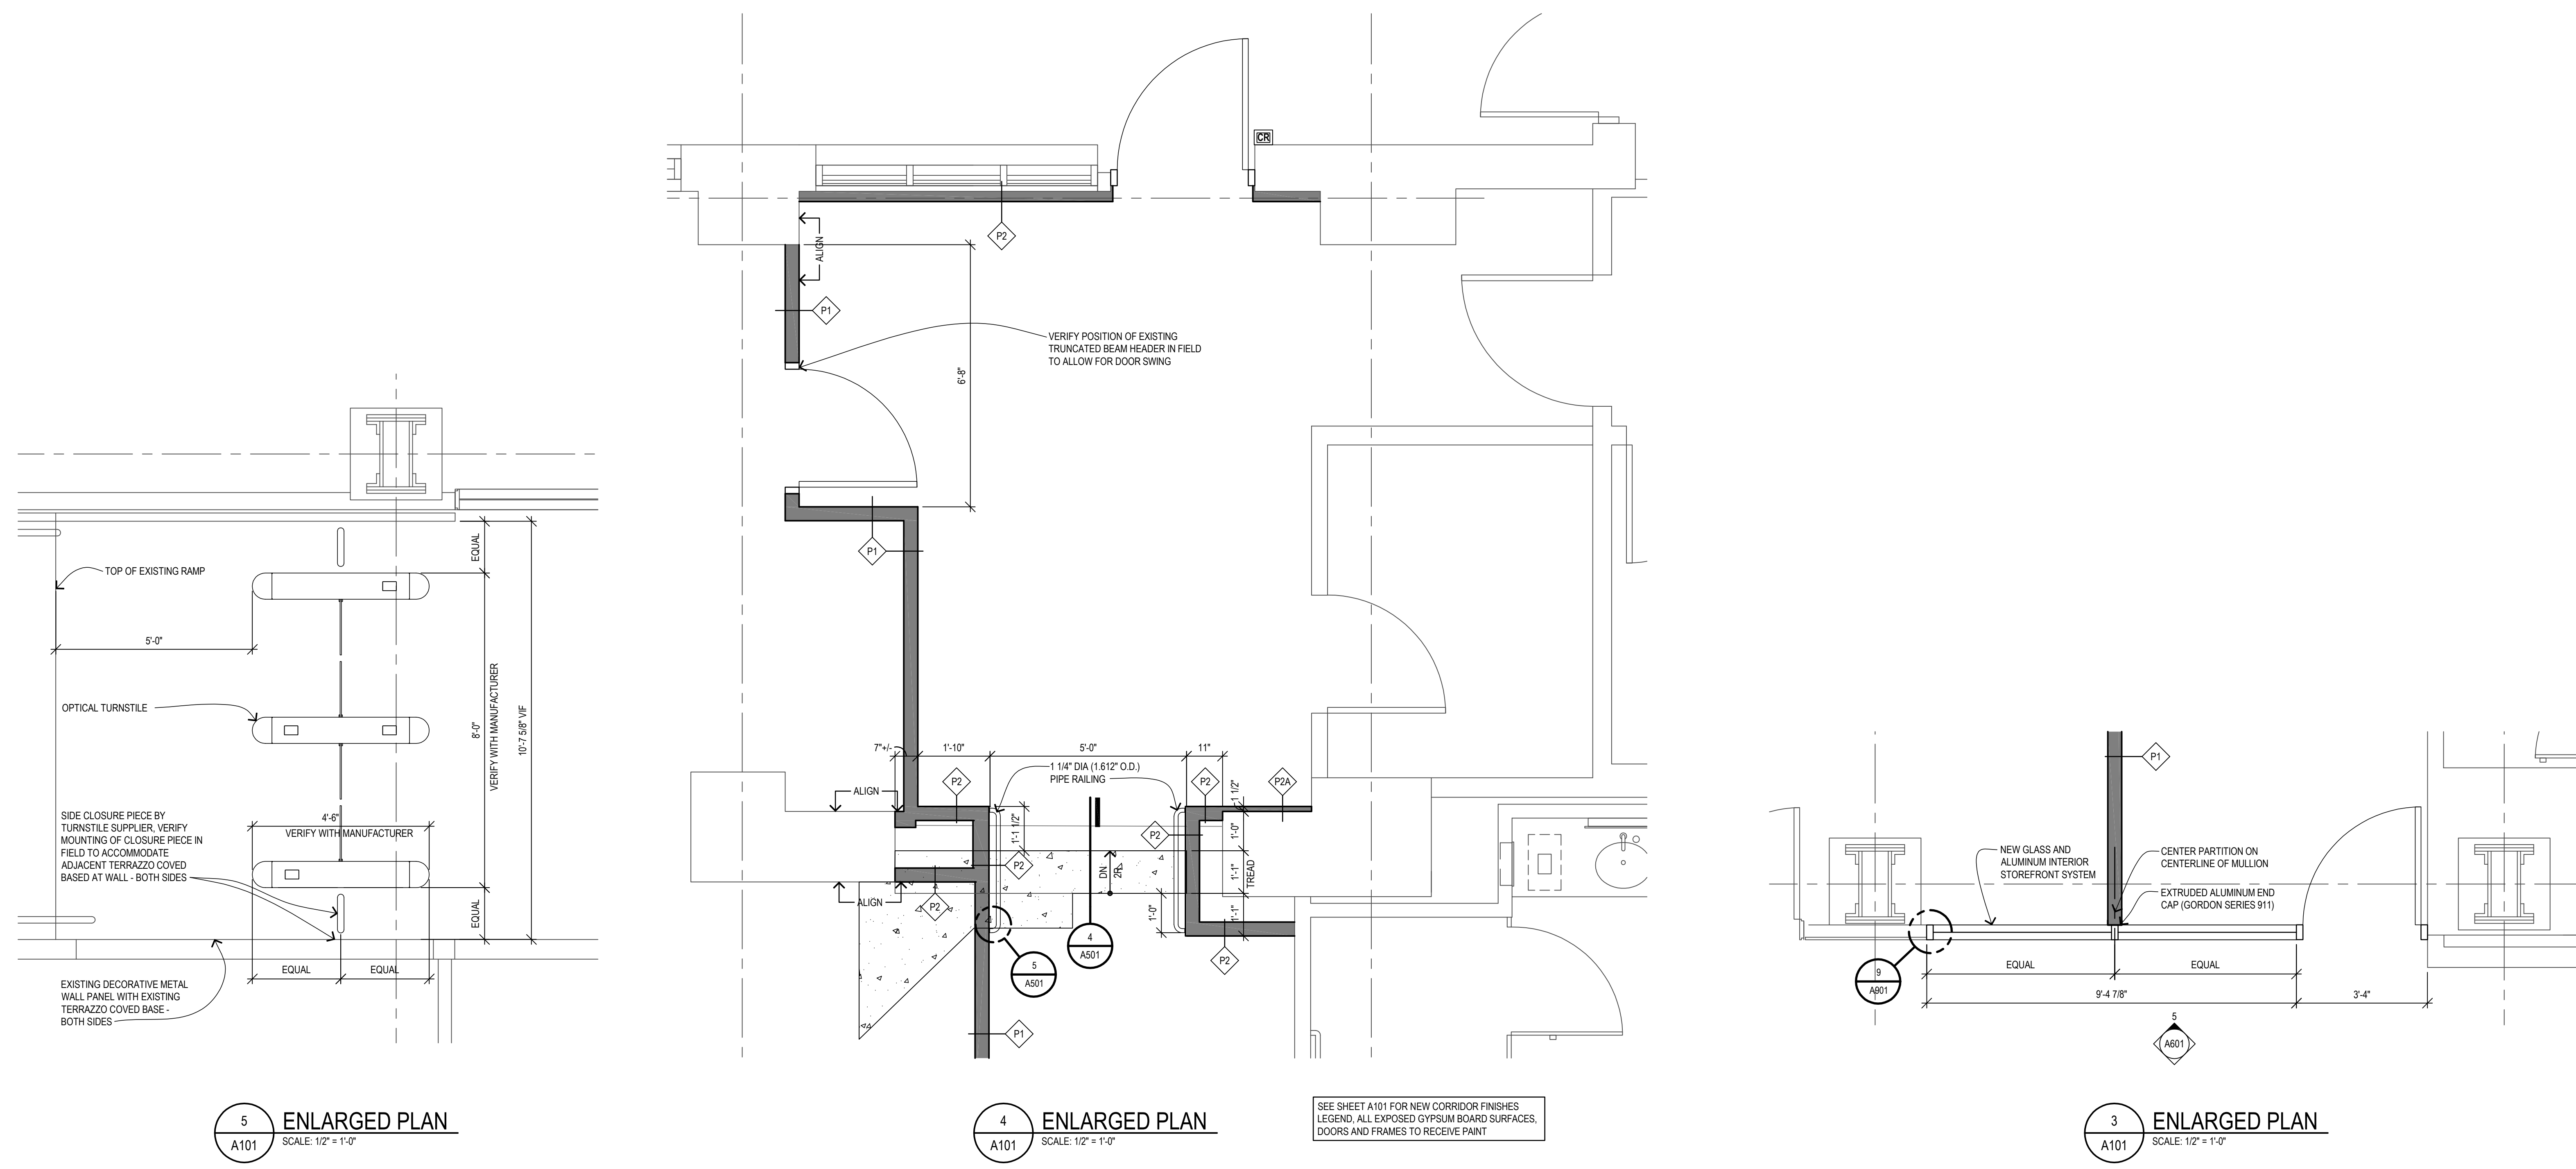 TOP OF EXISTING RAMP
5'-0"
OPTICAL TURNSTILE
SIDE CLOSURE PIECE BY
TURNSTILE SUPPLIER, VERIFY
MOUNTING OF CLOSURE PIECE IN
FIELD TO ACCOMMODATE
ADJACENT TERRAZZO COVED
BASED AT WALL - BOTH SIDES
EXISTING DECORATIVE METAL
WALL PANEL WITH EXISTING
TERRAZZO COVED BASE -
BOTH SIDES
4'-6"
VERIFY WITH MANUFACTURER
EQUAL
EQUAL
EQUAL
8'-0"
VERIFY WITH MANUFACTURER
10'-7 5/8" VIF
EQUAL
5
A101
ENLARGED PLAN
SCALE: 1/2" = 1'-0"
CR
P2
ALIGN
P1
VERIFY POSITION OF EXISTING
TRUNCATED BEAM HEADER IN FIELD
TO ALLOW FOR DOOR SWING
6'-8"
P1
7"+/-
1'-10"
5'-0"
11"
1 1/4" DIA (1.612" O.D.)
PIPE RAILING
P2
P2
P2A
ALIGN
1'-1 1/2"
1 1/2"
1'-0"
P2
P2
DN
2R
1'-1"
TREAD
ALIGN
P2
1'-0"
1'-1"
4
A501
P2
5
A501
P1
4
A101
ENLARGED PLAN
SCALE: 1/2" = 1'-0"
SEE SHEET A101 FOR NEW CORRIDOR FINISHES
LEGEND, ALL EXPOSED GYPSUM BOARD SURFACES,
DOORS AND FRAMES TO RECEIVE PAINT
P1
NEW GLASS AND
ALUMINUM INTERIOR
STOREFRONT SYSTEM
CENTER PARTITION ON
CENTERLINE OF MULLION
EXTRUDED ALUMINUM END
CAP (GORDON SERIES 911)
9
A901
EQUAL
EQUAL
9'-4 7/8"
3'-4"
5
A601
3
A101
ENLARGED PLAN
SCALE: 1/2" = 1'-0"